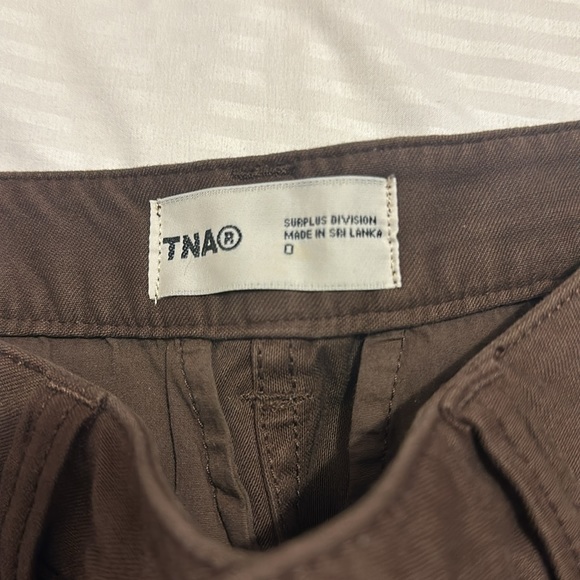 TNA®
SURPLUS DIVISION
MADE IN SRI LANKA
0